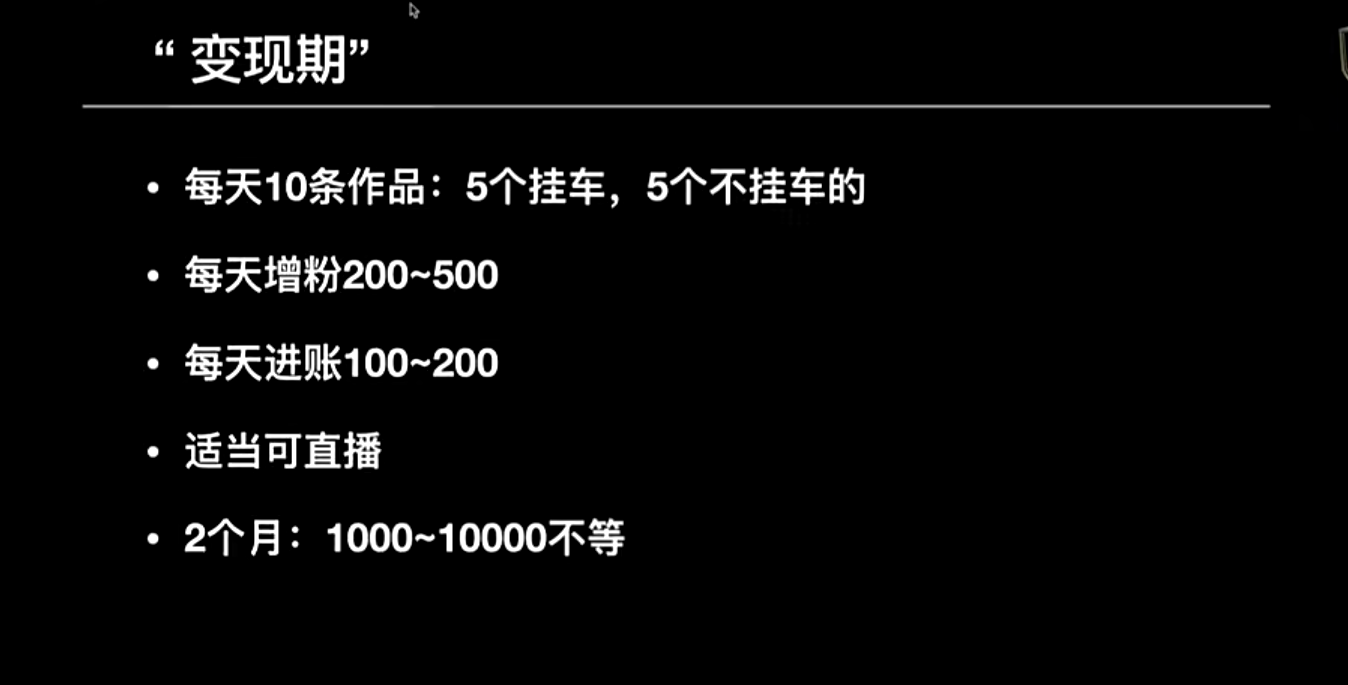 “ 变现期”
• 每天10条作品：5个挂车，5个不挂车的
• 每天增粉200~500
• 每天进账100~200
• 适当可直播
• 2个月：1000~10000不等